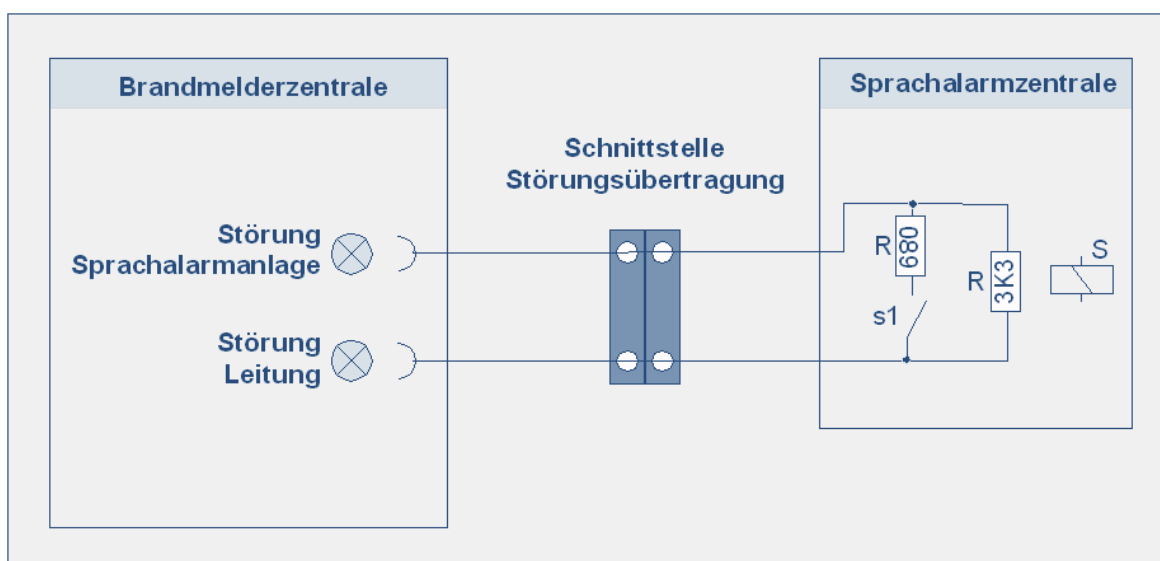 Brandmelderzentrale
Sprachalarmzentrale
Schnittstelle
Störungsübertragung
Störung
Sprachalarmanlage
Störung
Leitung
R
680
s1
R
3K3
S